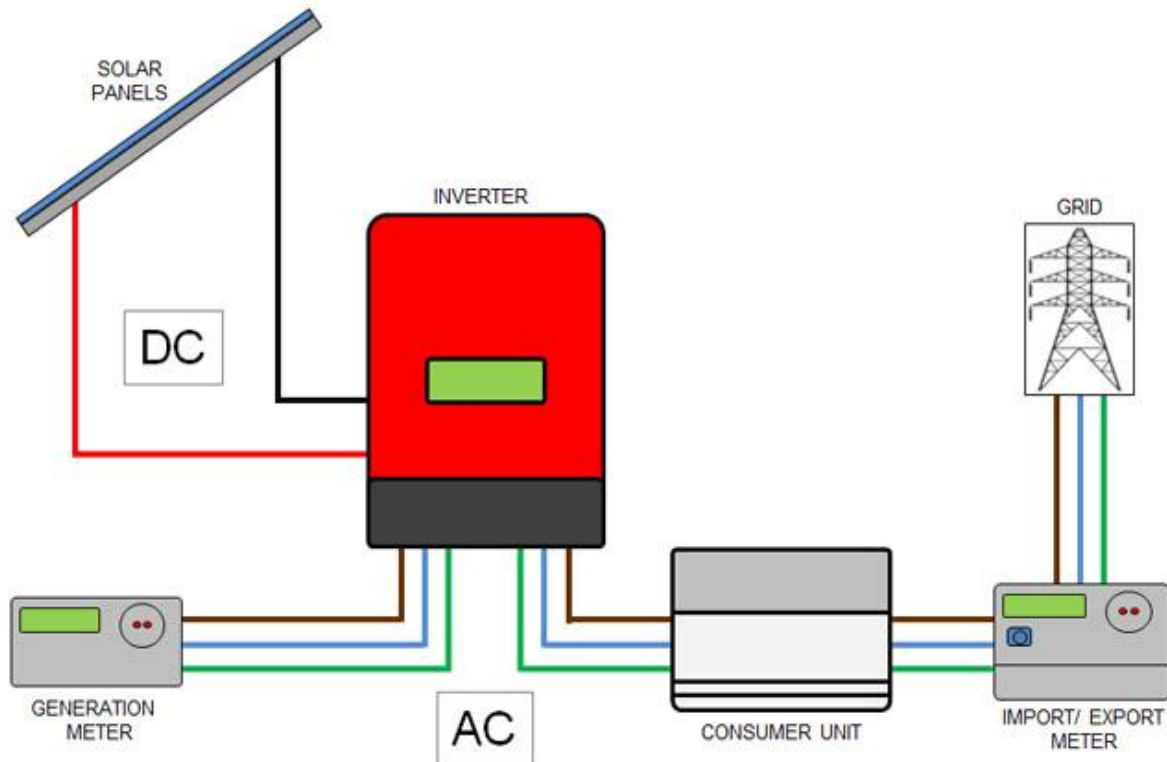 SOLAR
PANELS
INVERTER
GRID
DC
GENERATION
METER
AC
CONSUMER UNIT
IMPORT/ EXPORT
METER